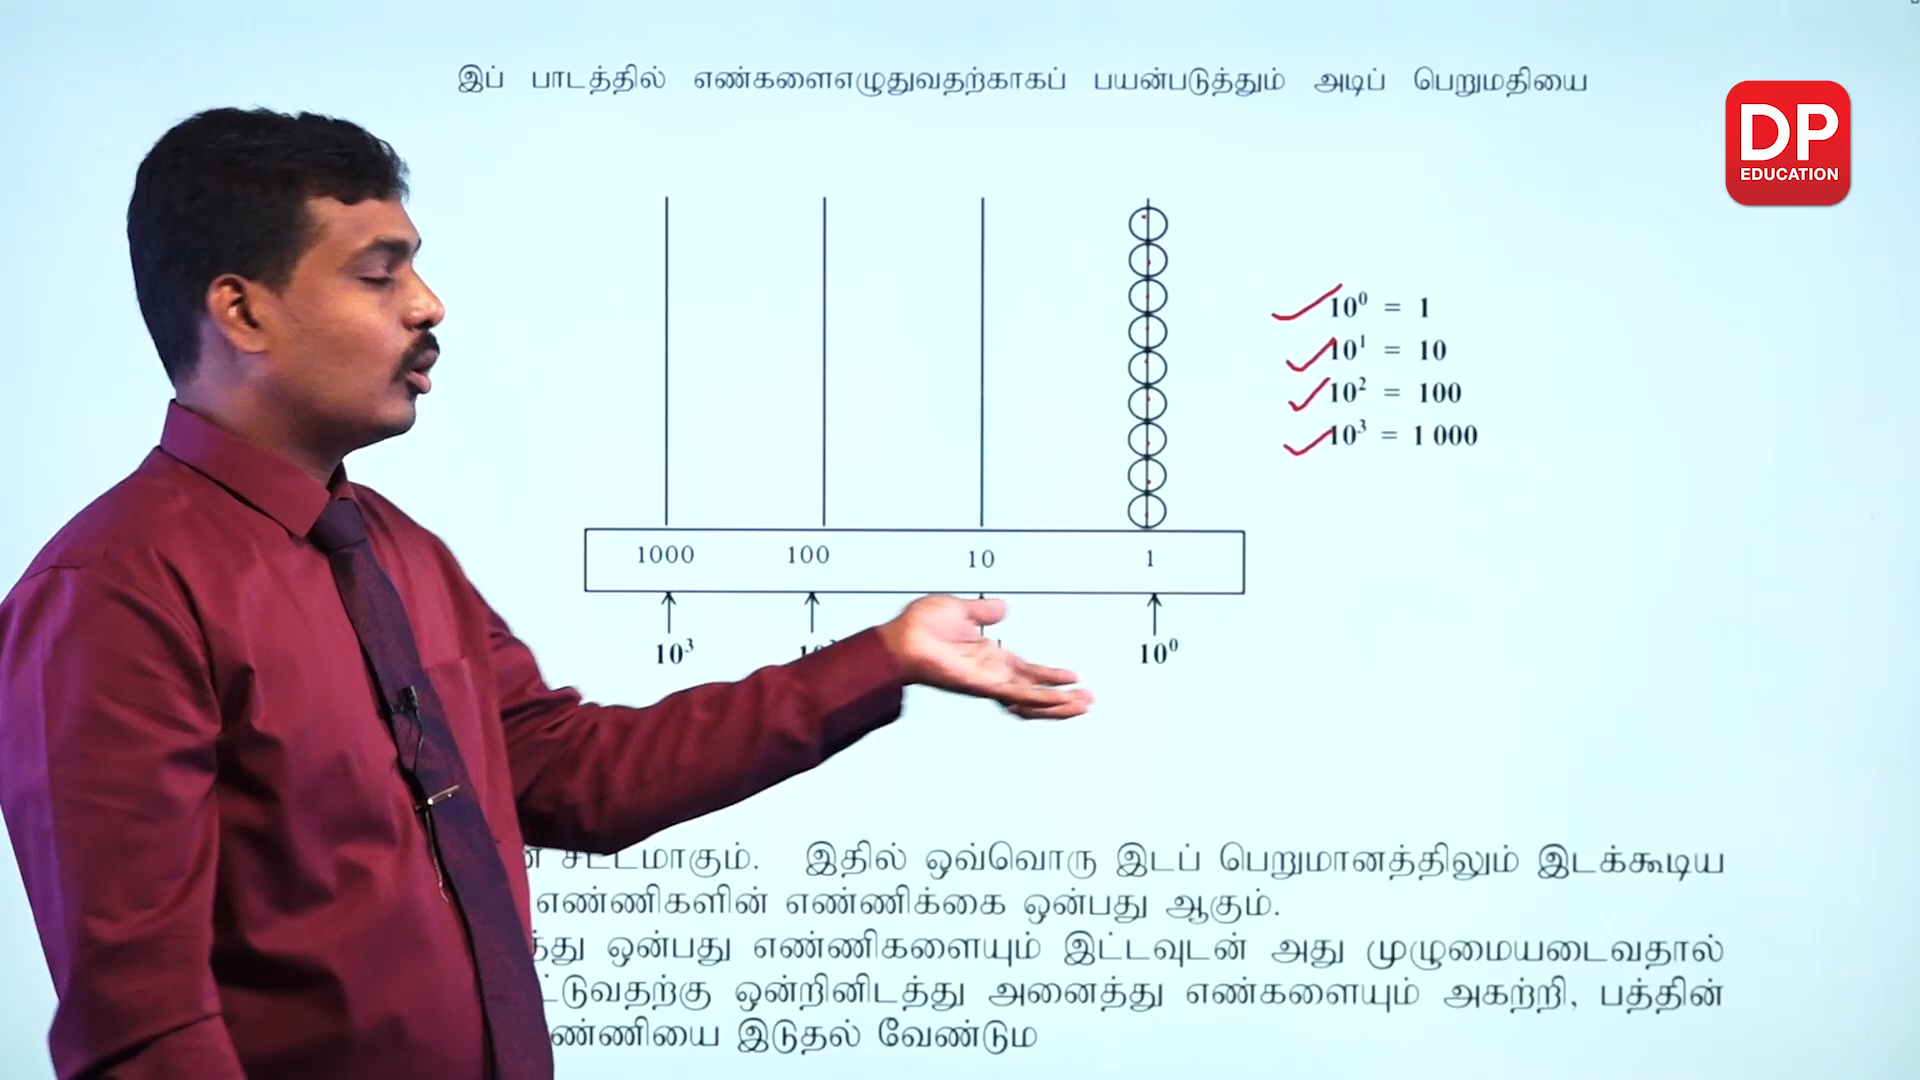 இப் பாடத்தில் எண்களைஎழுதுவதற்காகப் பயன்படுத்தும் அடிப் பெறுமதியை
DP
EDUCATION
10⁰ = 1
10¹ = 10
10² = 100
10³ = 1 000
1000 100 10 1
10³ 10⁰
சட்டமாகும். இதில் ஒவ்வொரு இடப் பெறுமானத்திலும் இடக்கூடிய
எண்ணிகளின் எண்ணிக்கை ஒன்பது ஆகும்.
ஒன்பது எண்ணிகளையும் இட்டவுடன் அது முழுமையடைவதால்
ஒன்றினிடத்து அனைத்து எண்களையும் அகற்றி, பத்தின்
இடுதல் வேண்டும